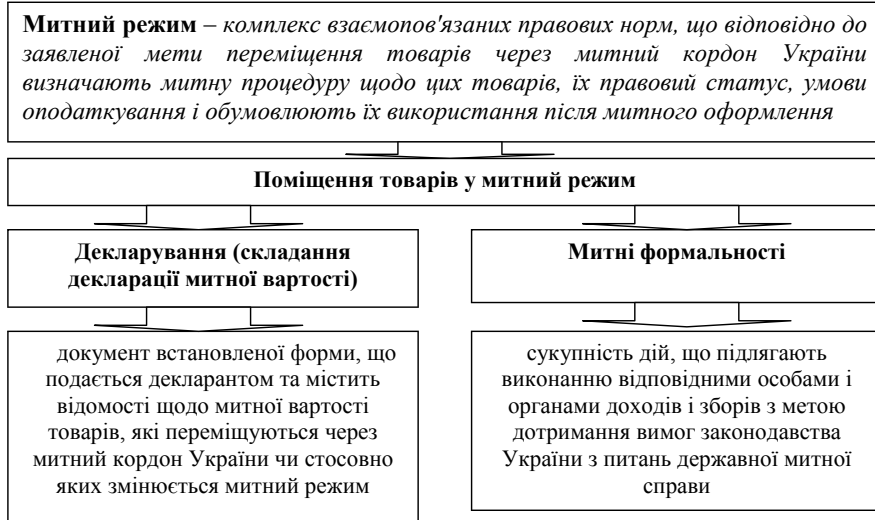 Митний режим – комплекс взаємопов'язаних правових норм, що відповідно до
заявленої мети переміщення товарів через митний кордон України
визначають митну процедуру щодо цих товарів, їх правовий статус, умови
оподаткування і обумовлюють їх використання після митного оформлення
Поміщення товарів у митний режим
Декларування (складання
декларації митної вартості)
Митні формальності
документ встановленої форми, що
подається декларантом та містить
відомості щодо митної вартості
товарів, які переміщуються через
митний кордон України чи стосовно
яких змінюється митний режим
сукупність дій, що підлягають
виконанню відповідними особами і
органами доходів і зборів з метою
дотримання вимог законодавства
України з питань державної митної
справи